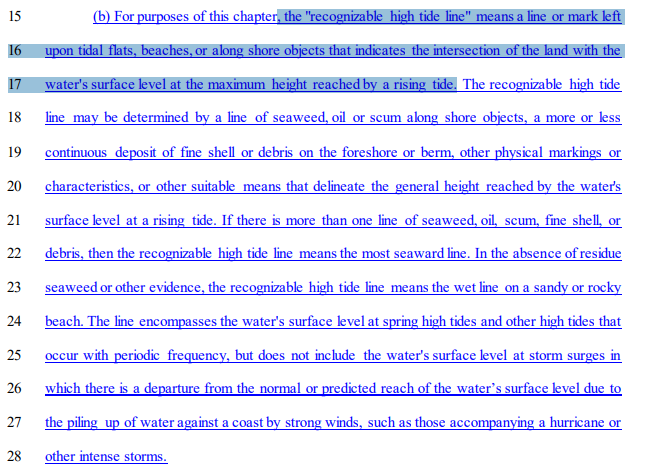 15 (b) For purposes of this chapter, the "recognizable high tide line" means a line or mark left
16 upon tidal flats, beaches, or along shore objects that indicates the intersection of the land with the
17 water's surface level at the maximum height reached by a rising tide. The recognizable high tide
18 line may be determined by a line of seaweed, oil or scum along shore objects, a more or less
19 continuous deposit of fine shell or debris on the foreshore or berm, other physical markings or
20 characteristics, or other suitable means that delineate the general height reached by the water's
21 surface level at a rising tide. If there is more than one line of seaweed, oil, scum, fine shell, or
22 debris, then the recognizable high tide line means the most seaward line. In the absence of residue
23 seaweed or other evidence, the recognizable high tide line means the wet line on a sandy or rocky
24 beach. The line encompasses the water's surface level at spring high tides and other high tides that
25 occur with periodic frequency, but does not include the water's surface level at storm surges in
26 which there is a departure from the normal or predicted reach of the water’s surface level due to
27 the piling up of water against a coast by strong winds, such as those accompanying a hurricane or
28 other intense storms.